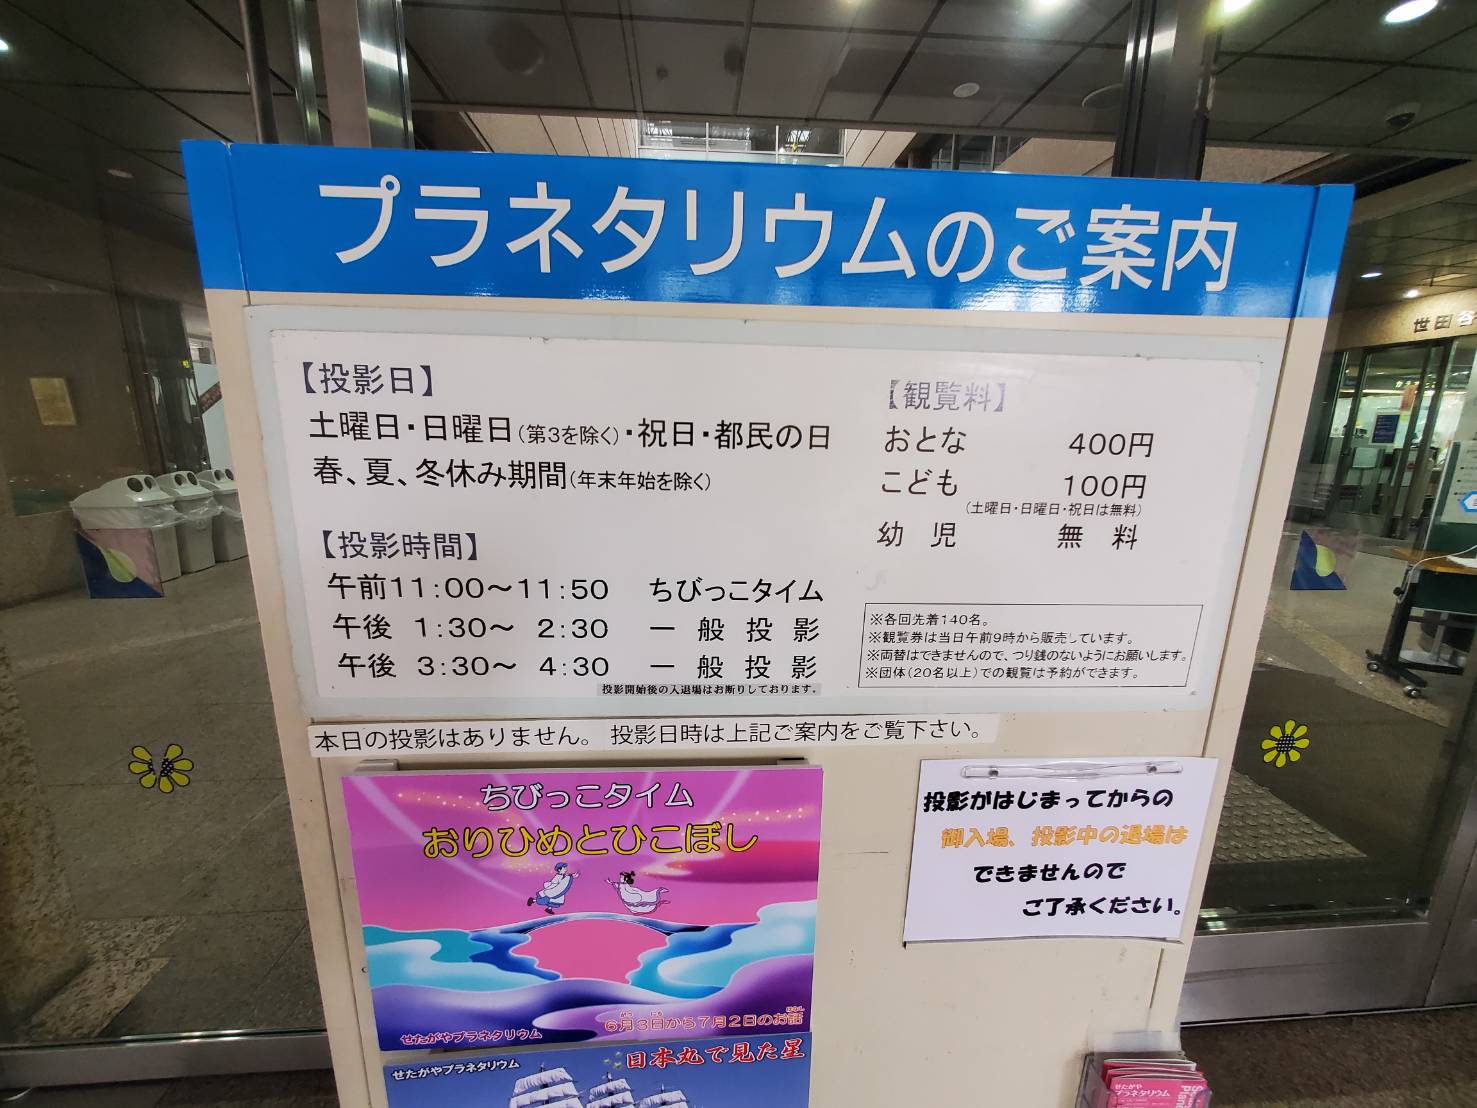 プラネタリウムのご案内
【投影日】
土曜日・日曜日(第3を除く)・祝日・都民の日
春、夏、冬休み期間(年末年始を除く)
【投影時間】
午前11:00～11:50 ちびっこタイム
午後 1:30～ 2:30 一般投影
午後 3:30～ 4:30 一般投影
投影開始後の入退場はお断りしております。
【観覧料】
おとな 400円
こども 100円
(土曜日・日曜日・祝日は無料)
幼児 無料
※各回先着140名。
※観覧券は当日午前9時から販売しています。
※両替はできませんので、つり銭のないようにお願いします。
※団体(20名以上)での観覧は予約ができます。
本日の投影はありません。 投影日時は上記ご案内をご覧下さい。
ちびっこタイム
おりひめとひこぼし
せたがやプラネタリウム
6月3日から7月2日のお話
せたがやプラネタリウム
日本丸で見た星
投影がはじまってからの
御入場、投影中の退場は
できませんので
ご了承ください。
せたがや
プラネタリウム
世田谷